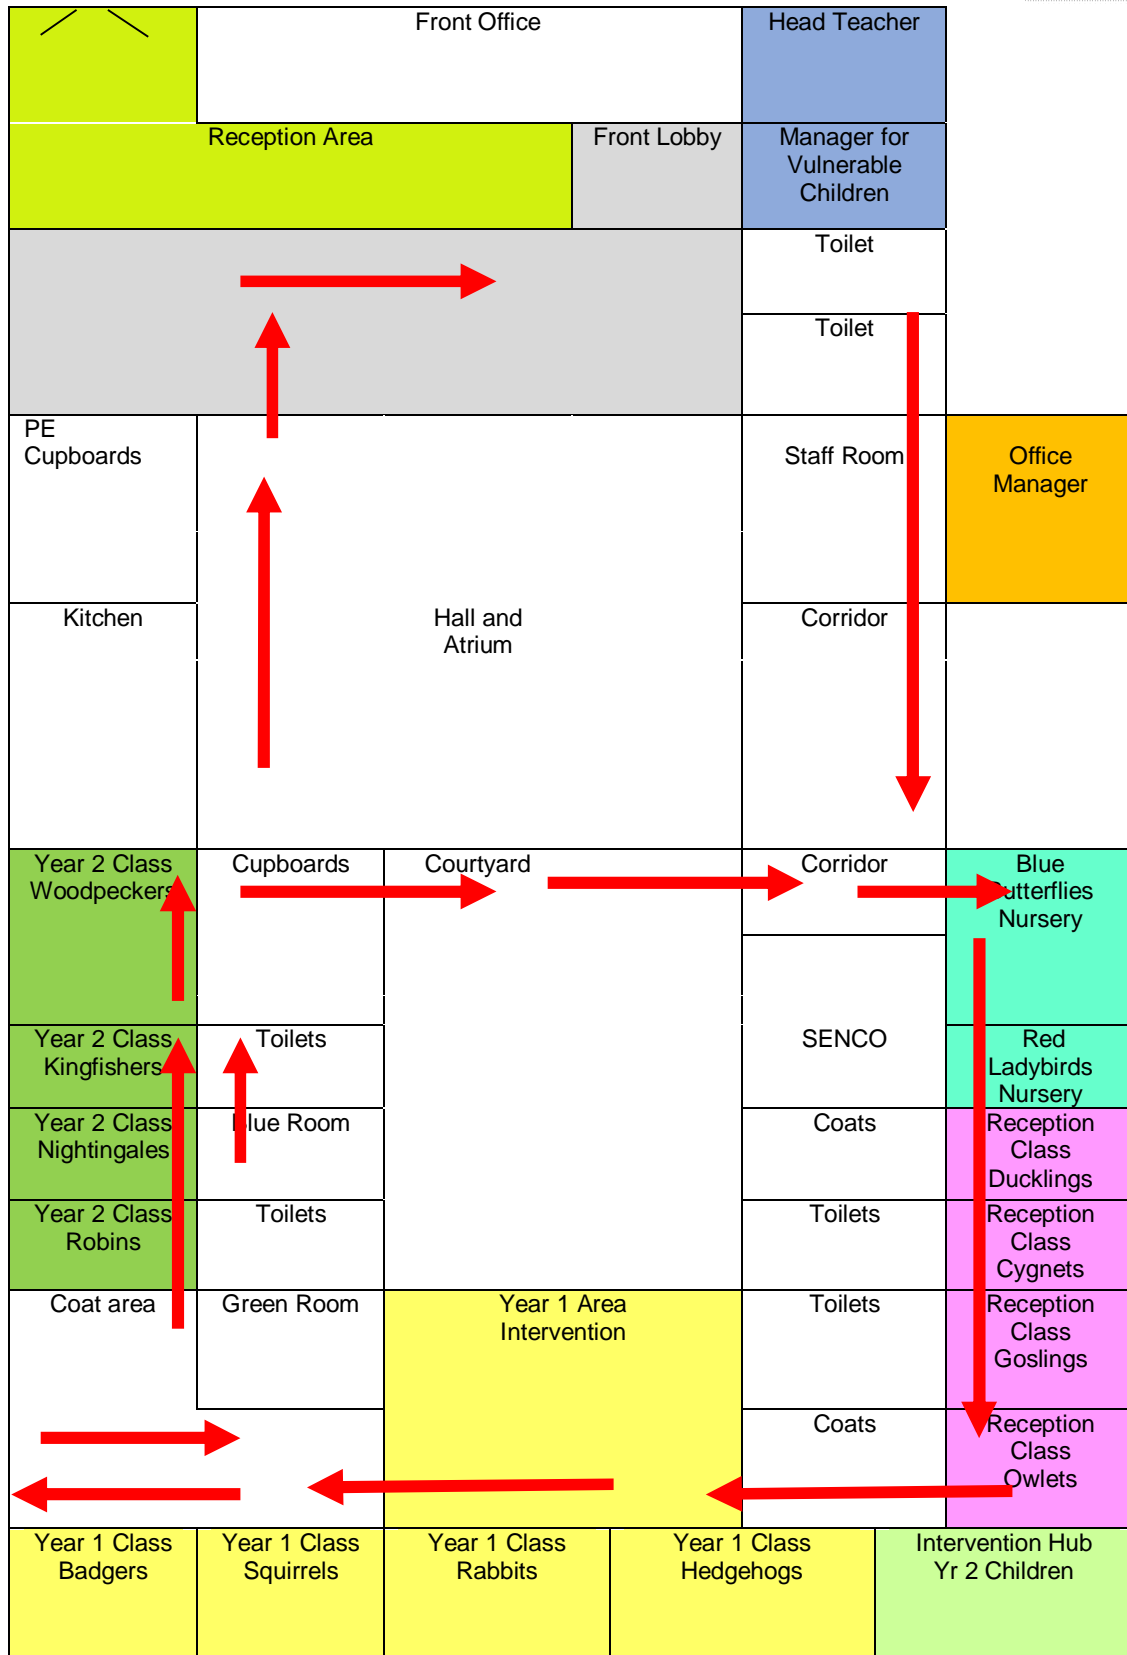 Front Office
Head Teacher
Reception Area
Front Lobby
Manager for
Vulnerable
Children
Toilet
Toilet
PE
Cupboards
Staff Room
Office
Manager
Kitchen
Hall and
Atrium
Corridor
Year 2 Class
Woodpeckers
Cupboards
Courtyard
Corridor
Blue
Butterflies
Nursery
Year 2 Class
Kingfishers
Toilets
SENCO
Red
Ladybirds
Nursery
Year 2 Class
Nightingales
Blue Room
Coats
Reception
Class
Ducklings
Year 2 Class
Robins
Toilets
Toilets
Reception
Class
Cygnets
Coat area
Green Room
Year 1 Area
Intervention
Toilets
Reception
Class
Goslings
Coats
Reception
Class
Owlets
Year 1 Class
Badgers
Year 1 Class
Squirrels
Year 1 Class
Rabbits
Year 1 Class
Hedgehogs
Intervention Hub
Yr 2 Children